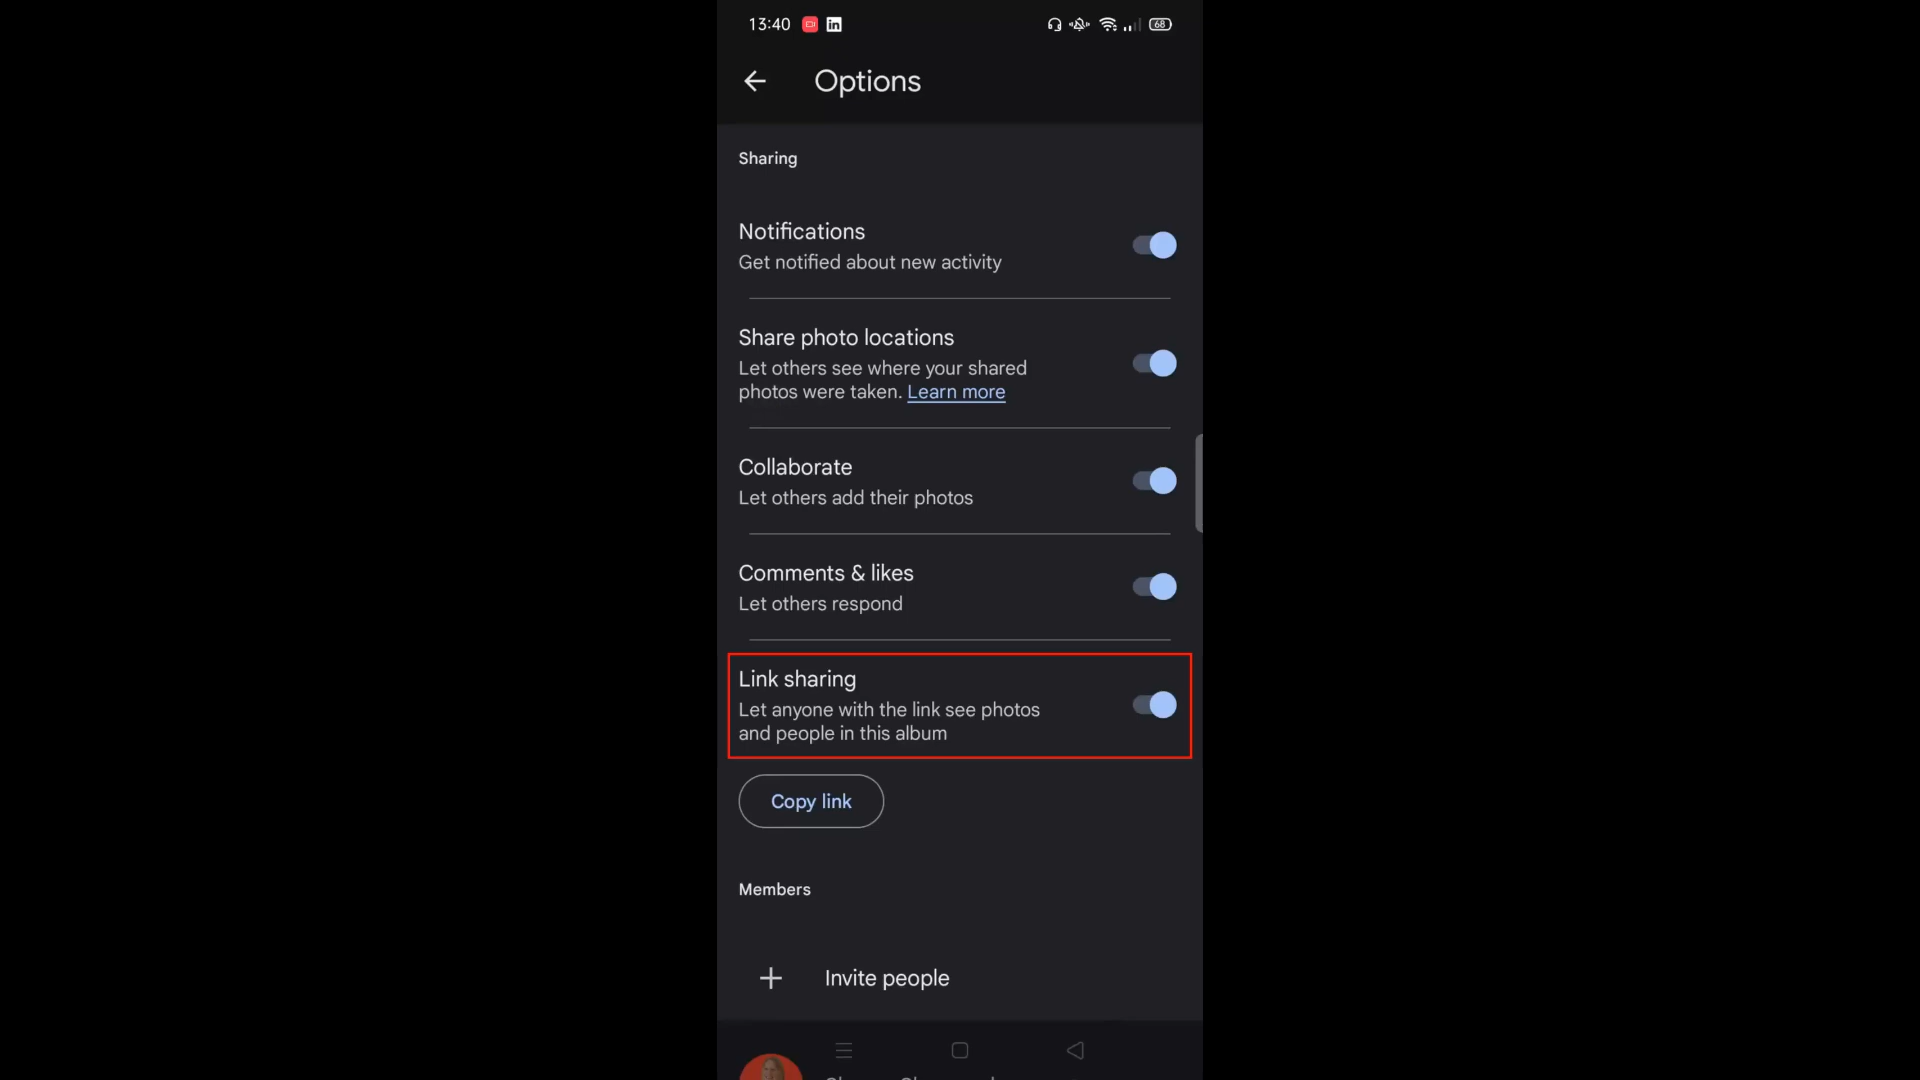 13:40
68
Options
Sharing
Notifications
Get notified about new activity
Share photo locations
Let others see where your shared
photos were taken. Learn more
Collaborate
Let others add their photos
Comments & likes
Let others respond
Link sharing
Let anyone with the link see photos
and people in this album
Copy link
Members
Invite people